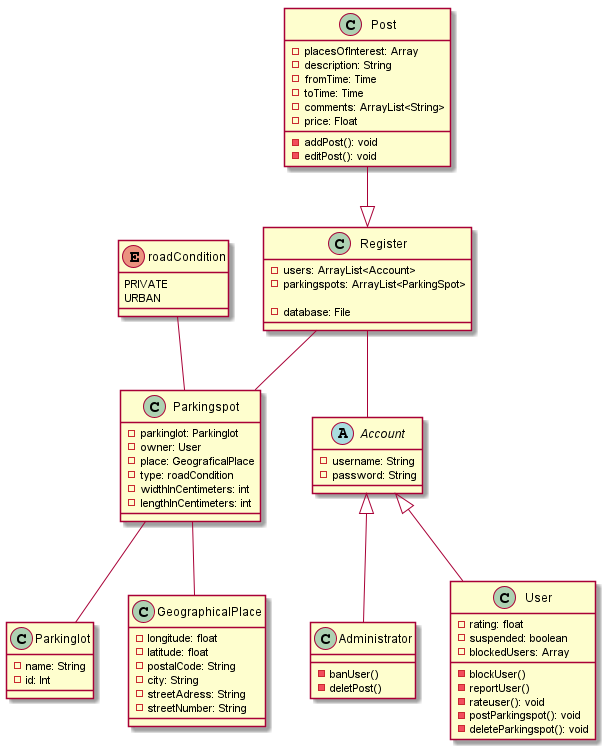 C Post
placesOfInterest: Array
description: String
fromTime: Time
toTime: Time
comments: ArrayList<String>
price: Float
addPost(): void
editPost(): void
C Register
users: ArrayList<Account>
parkingspots: ArrayList<ParkingSpot>
database: File
E roadCondition
PRIVATE
URBAN
C Parkingspot
parkinglot: Parkinglot
owner: User
place: GeograficalPlace
type: roadCondition
widthInCentimeters: int
lengthInCentimeters: int
A Account
username: String
password: String
C Parkinglot
name: String
id: Int
C GeographicalPlace
longitude: float
latitude: float
postalCode: String
city: String
streetAdress: String
streetNumber: String
C Administrator
banUser()
deletPost()
C User
rating: float
suspended: boolean
blockedUsers: Array
blockUser()
reportUser()
rateuser(): void
postParkingspot(): void
deleteParkingspot(): void